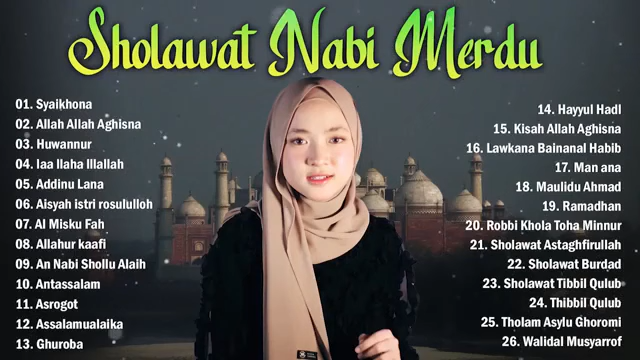 Sholawat Nabi Merdu
01. Syaikhona
02. Allah Allah Aghisna
03. Huwannur
04. Iaa Ilaha Illallah
05. Addinu Lana
06. Aisyah istri rosululloh
07. Al Misku Fah
08. Allahur kaafi
09. An Nabi Shollu Alaih
10. Antassalam
11. Asrogot
12. Assalamualaika
13. Ghuroba
14. Hayyul Hadl
15. Kisah Allah Aghisna
16. Lawkana Bainanal Habib
17. Man ana
18. Maulidu Ahmad
19. Ramadhan
20. Robbi Khola Toha Minnur
21. Sholawat Astaghfirullah
22. Sholawat Burdad
23. Sholawat Tibbil Qulub
24. Thibbil Qulub
25. Tholam Asylu Ghoromi
26. Walidal Musyarrof